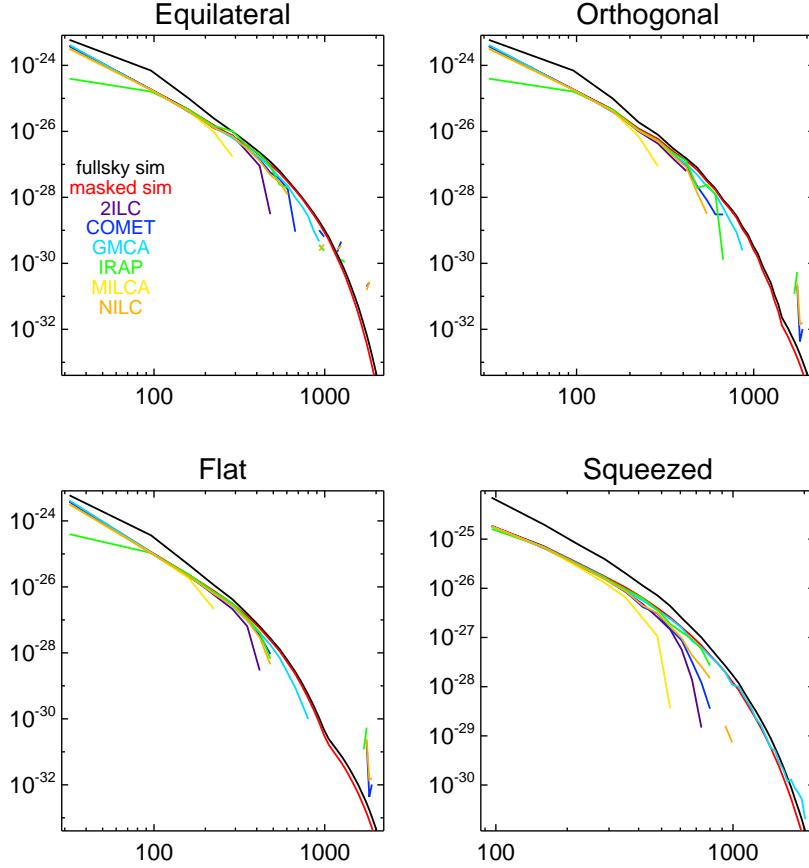 Equilateral
Orthogonal
10^-24
10^-26
10^-28
10^-30
10^-32
fullsky sim
masked sim
2ILC
COMET
GMCA
IRAP
MILCA
NILC
100
1000
10^-24
10^-26
10^-28
10^-30
10^-32
100
1000
Flat
Squeezed
10^-24
10^-26
10^-28
10^-30
10^-32
100
1000
10^-25
10^-26
10^-27
10^-28
10^-29
10^-30
100
1000